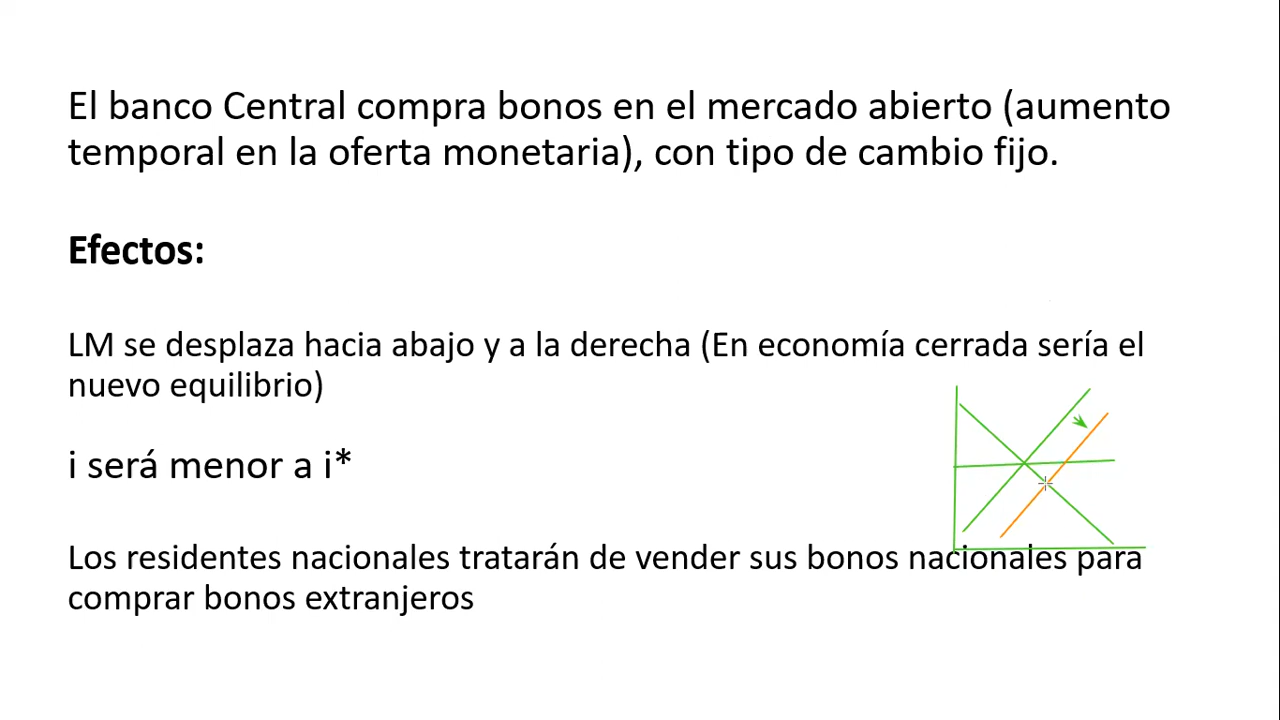 El banco Central compra bonos en el mercado abierto (aumento
temporal en la oferta monetaria), con tipo de cambio fijo.
Efectos:
LM se desplaza hacia abajo y a la derecha (En economía cerrada sería el
nuevo equilibrio)
i será menor a i*
Los residentes nacionales tratarán de vender sus bonos nacionales para
comprar bonos extranjeros